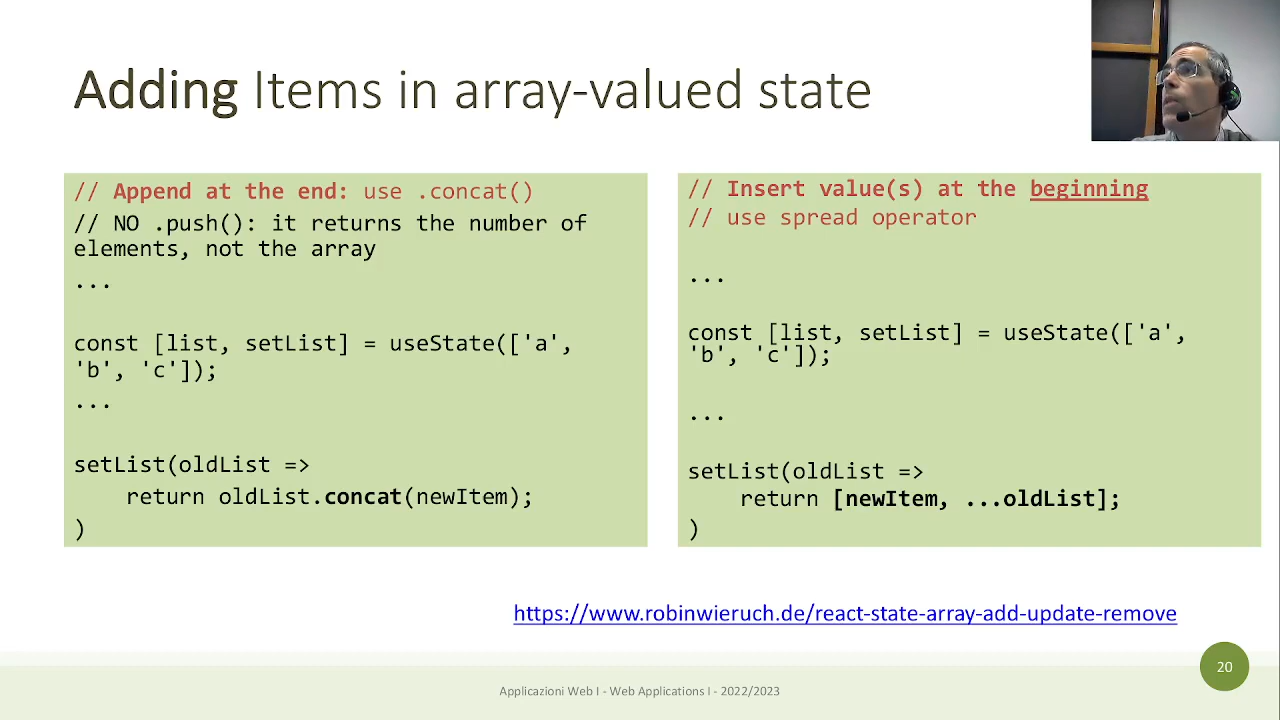 Adding Items in array-valued state
// Append at the end: use .concat()
// NO .push(): it returns the number of
elements, not the array
...
const [list, setList] = useState(['a',
'b', 'c']);
...
setList(oldList =>
return oldList.concat(newItem);
)
// Insert value(s) at the beginning
// use spread operator
...
const [list, setList] = useState(['a',
'b', 'c']);
...
setList(oldList =>
return [newItem, ...oldList];
)
https://www.robinwieruch.de/react-state-array-add-update-remove
20
Applicazioni Web I - Web Applications I - 2022/2023